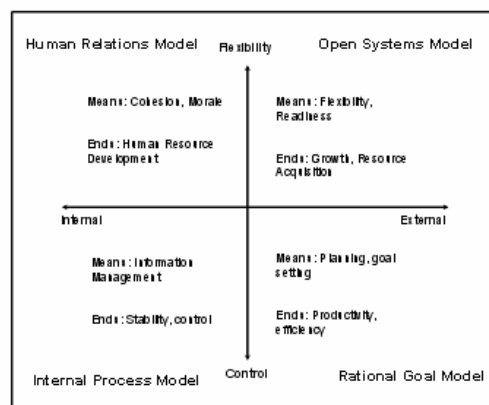 Human Relations Model
Flexibility
Open Systems Model
Means: Cohesion, Morale
Ends: Human Resource
Development
Means: Flexibility,
Readiness
Ends: Growth, Resource
Acquisition
Internal
External
Means: Information
Management
Ends: Stability, control
Means: Planning, goal
setting
Ends: Productivity,
efficiency
Internal Process Model
Control
Rational Goal Model